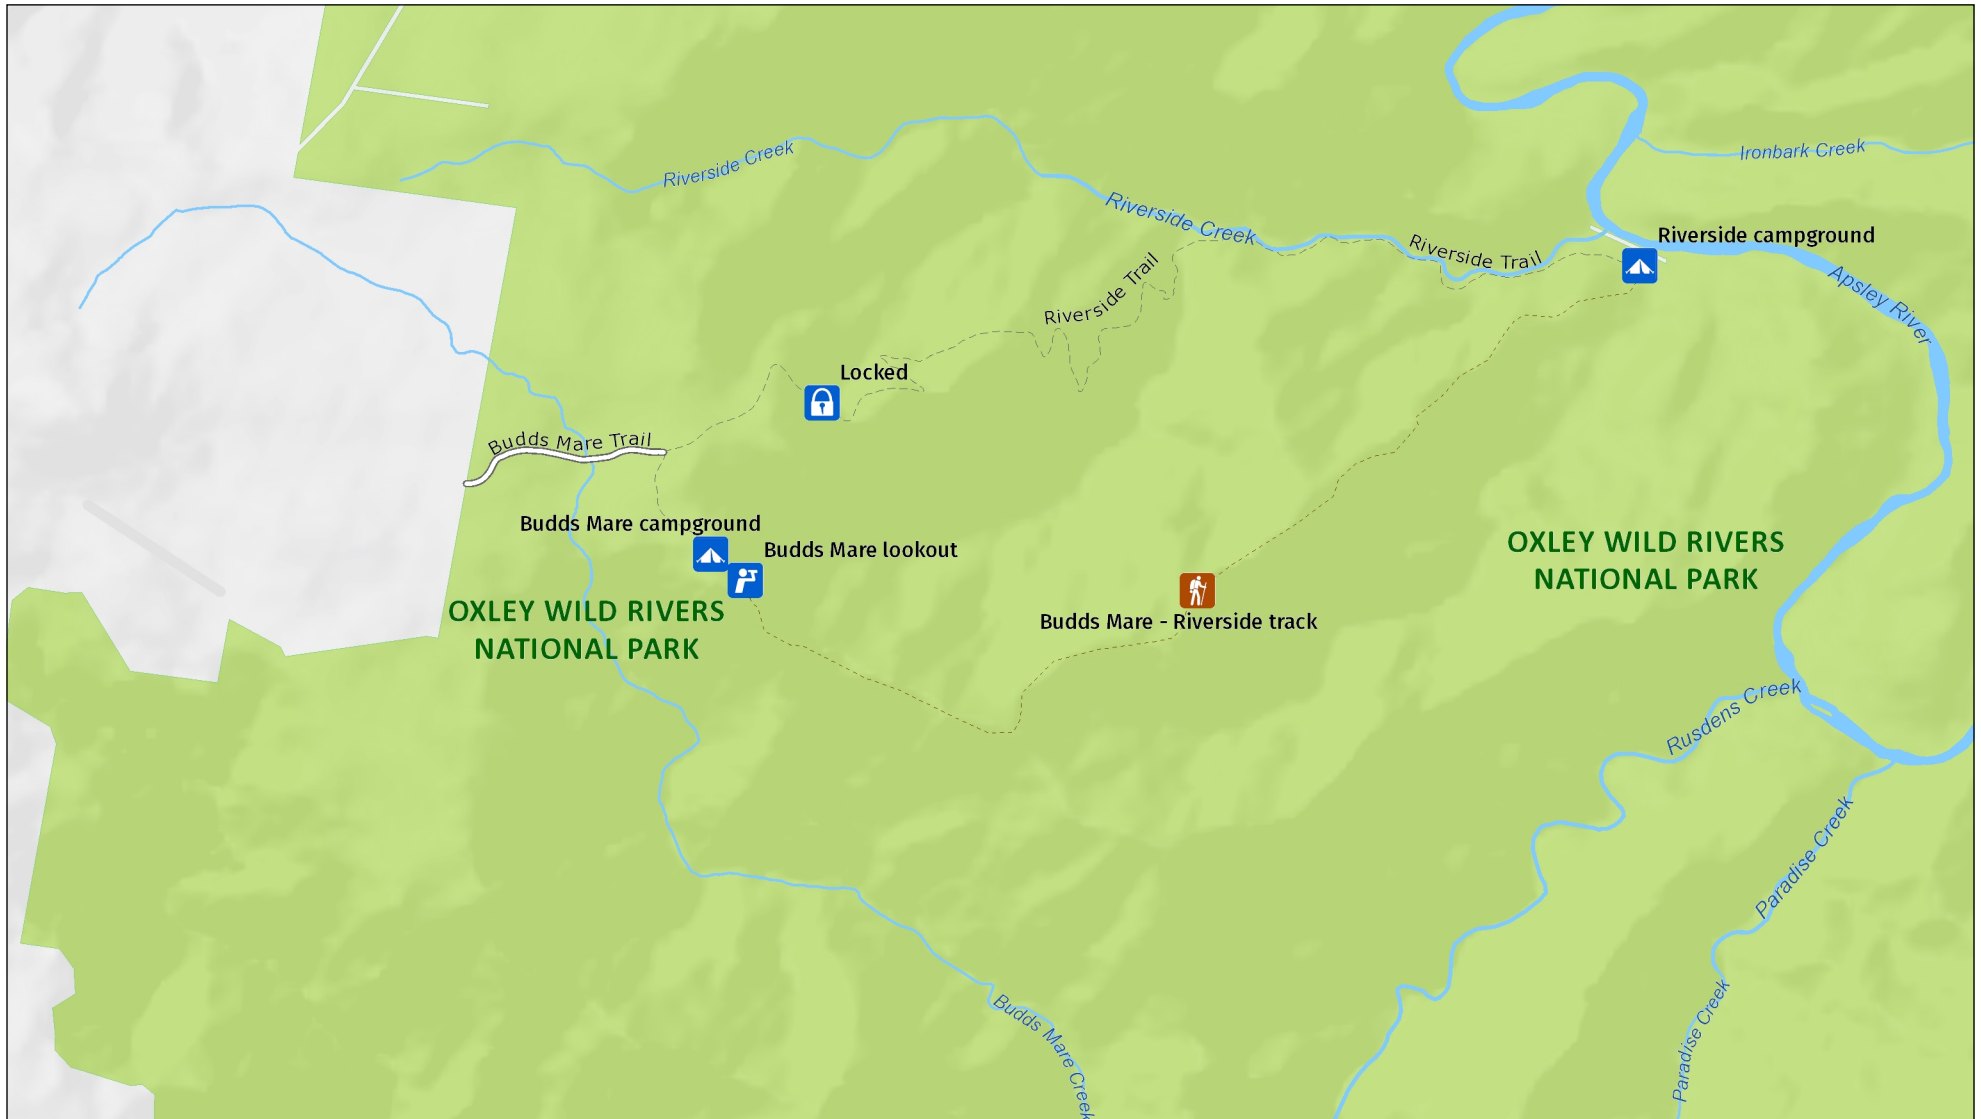 Riverside Creek
Ironbark Creek
Riverside Creek
Riverside Trail
Riverside campground
Riverside Trail
Apsley River
Locked
Budds Mare Trail
Budds Mare campground
Budds Mare lookout
OXLEY WILD RIVERS
NATIONAL PARK
OXLEY WILD RIVERS
NATIONAL PARK
Budds Mare - Riverside track
Rusdens Creek
Paradise Creek
Paradise Creek
Budds Mare Creek